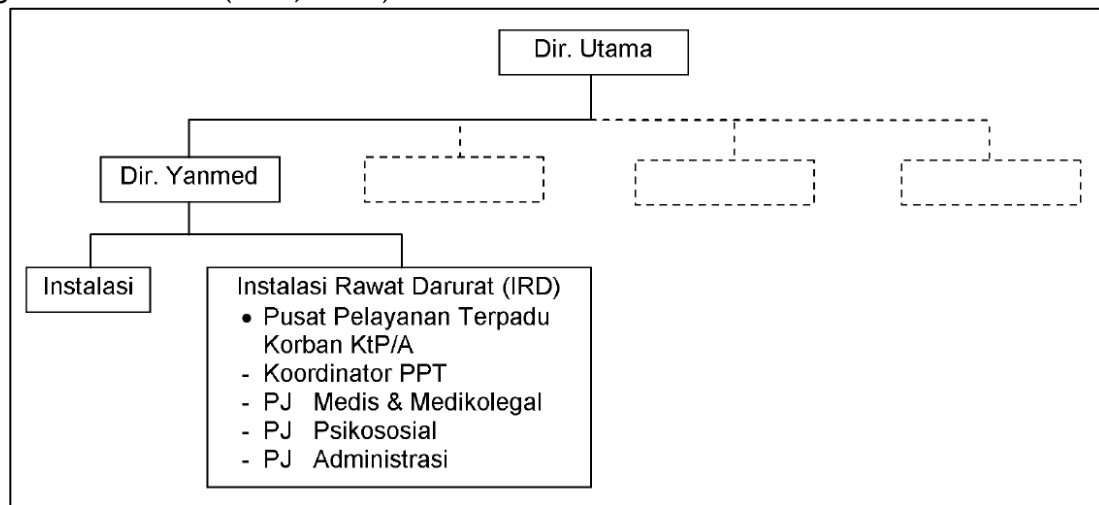 Dir. Utama
Dir. Yanmed
Instalasi
Instalasi Rawat Darurat (IRD)
• Pusat Pelayanan Terpadu
Korban KtP/A
- Koordinator PPT
- PJ Medis & Medikolegal
- PJ Psikososial
- PJ Administrasi